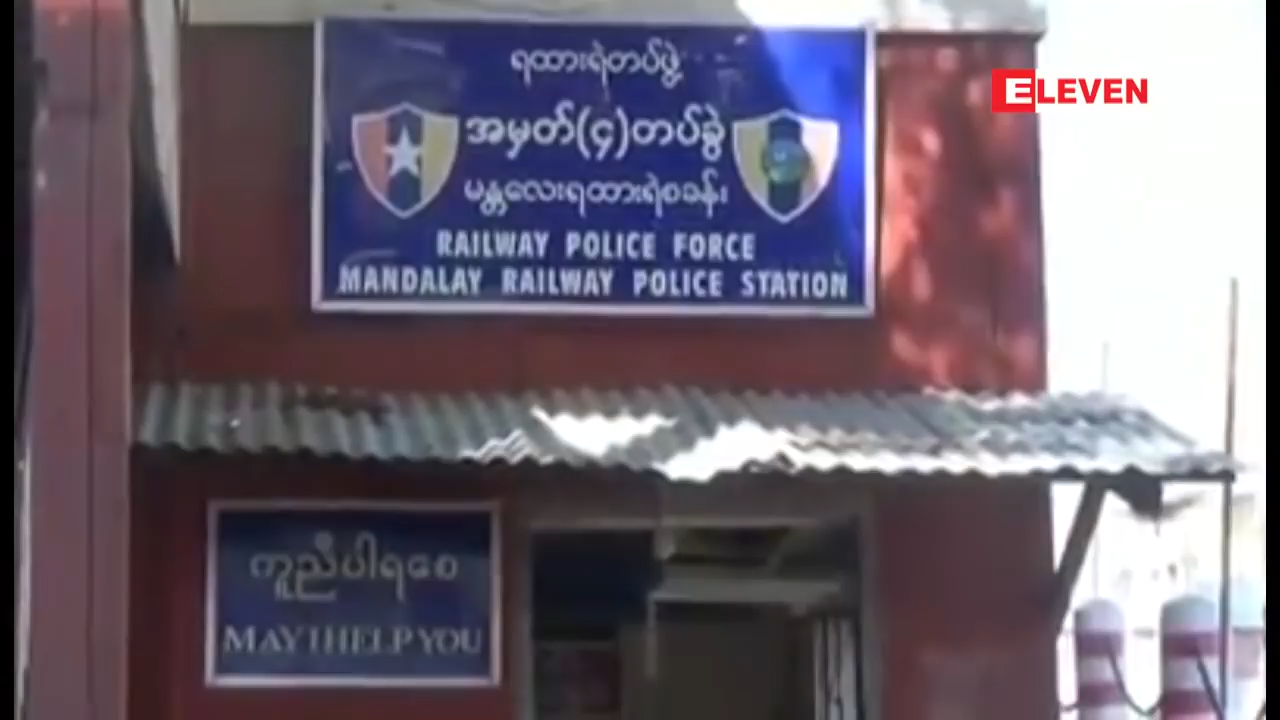 ရထားရဲတပ်ဖွဲ့
အမှတ်(၄)တပ်ခွဲ
မန္တလေးရထားရဲစခန်း
RAILWAY POLICE FORCE
MANDALAY RAILWAY POLICE STATION
ELEVEN
ကူညီပါရစေ
MAY I HELP YOU